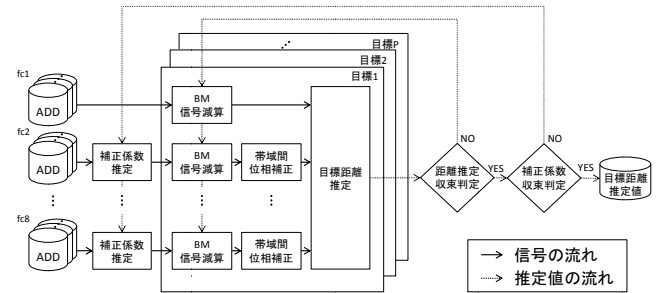 目標P
目標2
目標1
fc1
ADD
BM
信号減算
NO
NO
fc2
ADD
補正係数
推定
BM
信号減算
帯域間
位相補正
目標距離
推定
距離推定
収束判定
YES
補正係数
収束判定
YES
目標距離
推定値
fc8
ADD
補正係数
推定
BM
信号減算
帯域間
位相補正
信号の流れ
推定値の流れ